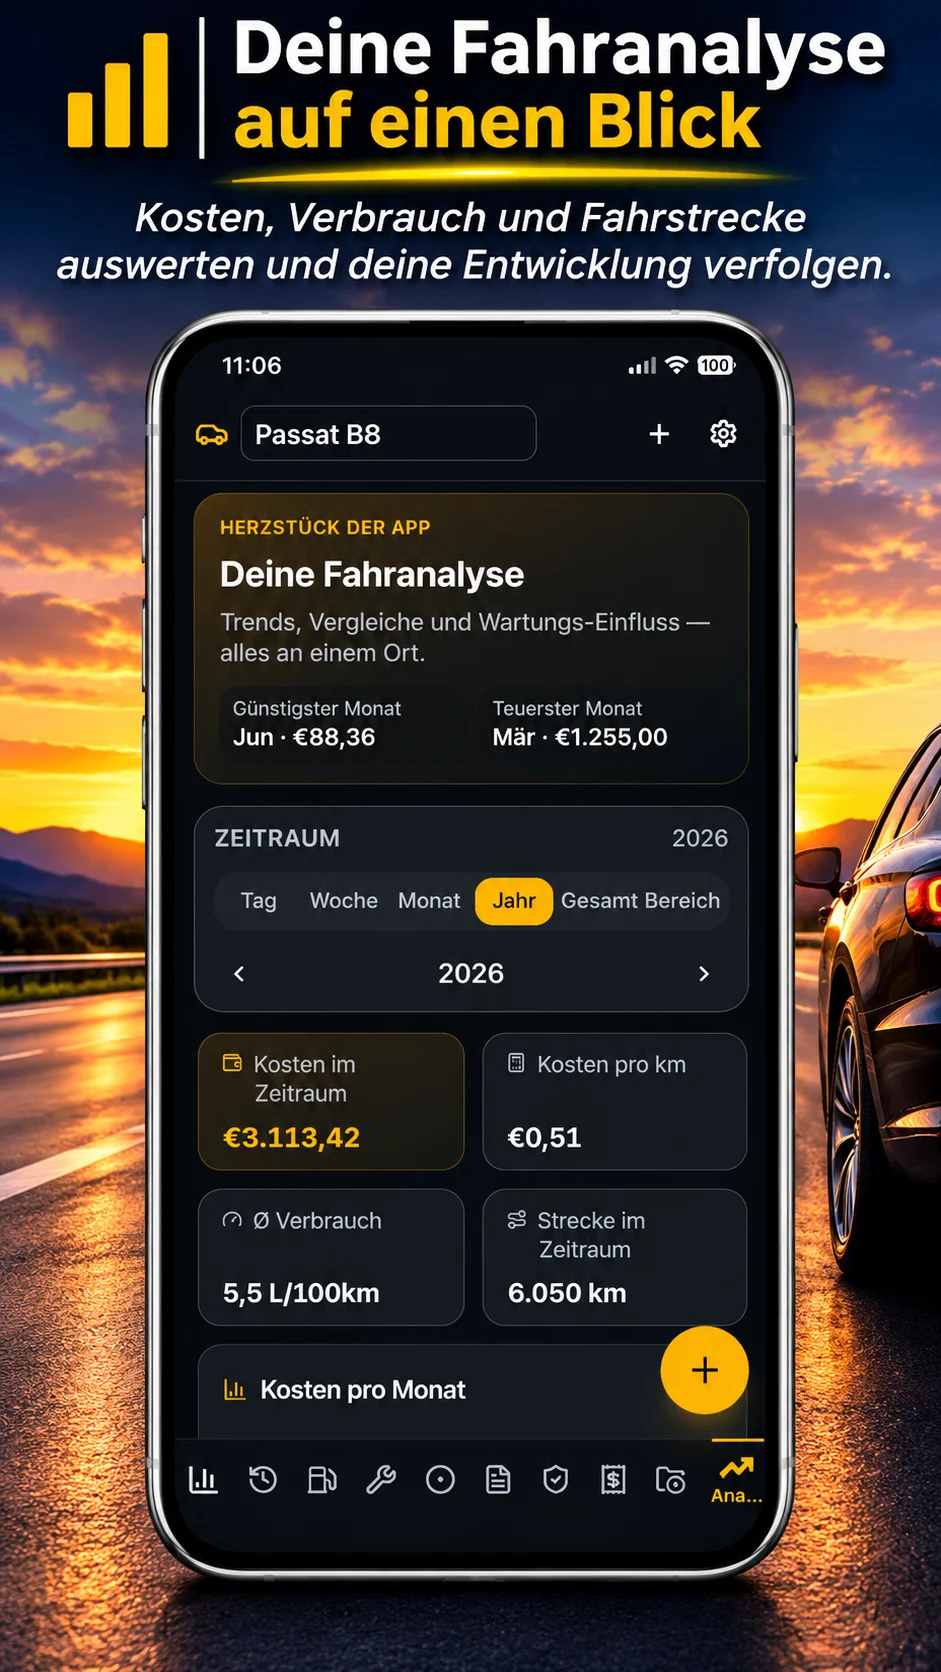 Deine Fahranalyse
auf einen Blick
Kosten, Verbrauch und Fahrstrecke
auswerten und deine Entwicklung verfolgen.
11:06
100
Passat B8
HERZSTÜCK DER APP
Deine Fahranalyse
Trends, Vergleiche und Wartungs-Einfluss —
alles an einem Ort.
Günstigster Monat
Jun · €88,36
Teuerster Monat
Mär · €1.255,00
ZEITRAUM
2026
Tag Woche Monat Jahr Gesamt Bereich
2026
Kosten im
Zeitraum
€3.113,42
Kosten pro km
€0,51
Ø Verbrauch
5,5 L/100km
Strecke im
Zeitraum
6.050 km
Kosten pro Monat
Ana...